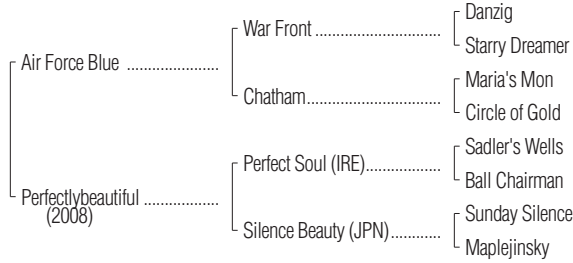 Danzig
War Front ..............................
Starry Dreamer
Air Force Blue ......................
Maria's Mon
Chatham.................................
Circle of Gold
Sadler's Wells
Perfect Soul (IRE)..................
Ball Chairman
Perfectlybeautiful ..................
(2008)
Sunday Silence
Silence Beauty (JPN)............
Maplejinsky